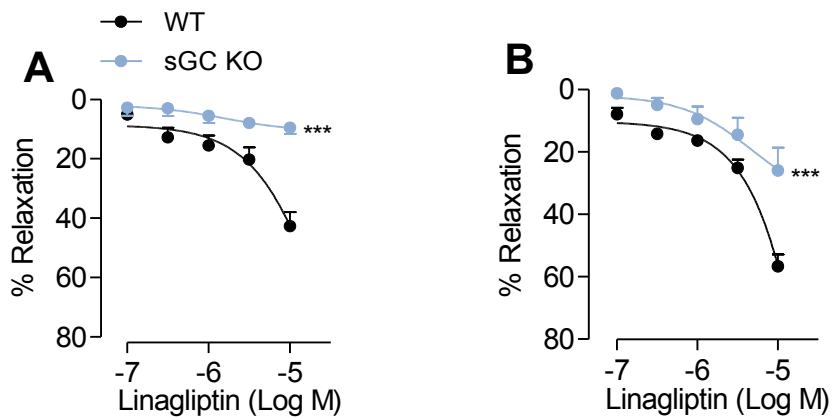 WT
sGC KO
A
% Relaxation
0
20
40
60
80
***
-7
-6
-5
Linagliptin (Log M)
B
% Relaxation
0
20
40
60
80
***
-7
-6
-5
Linagliptin (Log M)